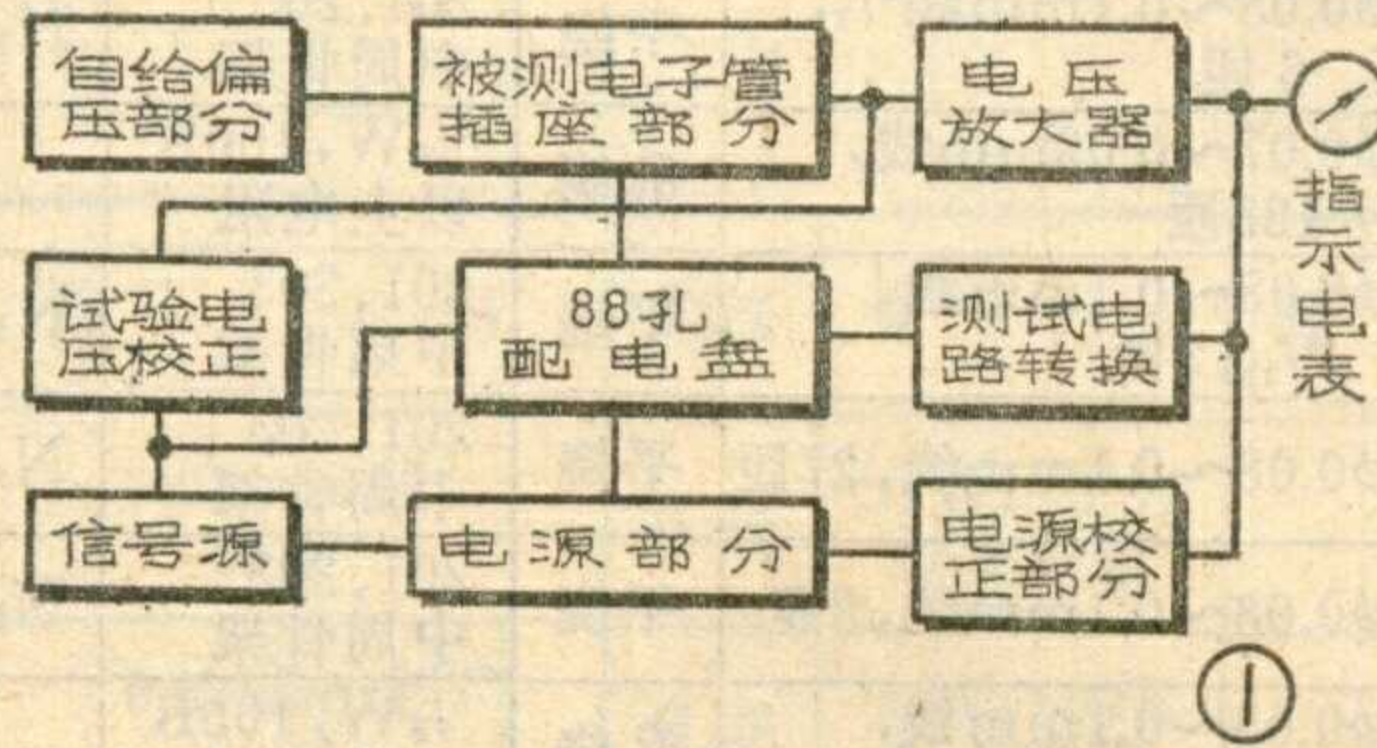 自给偏
压部分
被测电子管
插座部分
电压
放大器
指示电表
试验电
压校正
88孔
配电盘
测试电
路转换
信号源
电源部分
电源校
正部分
①